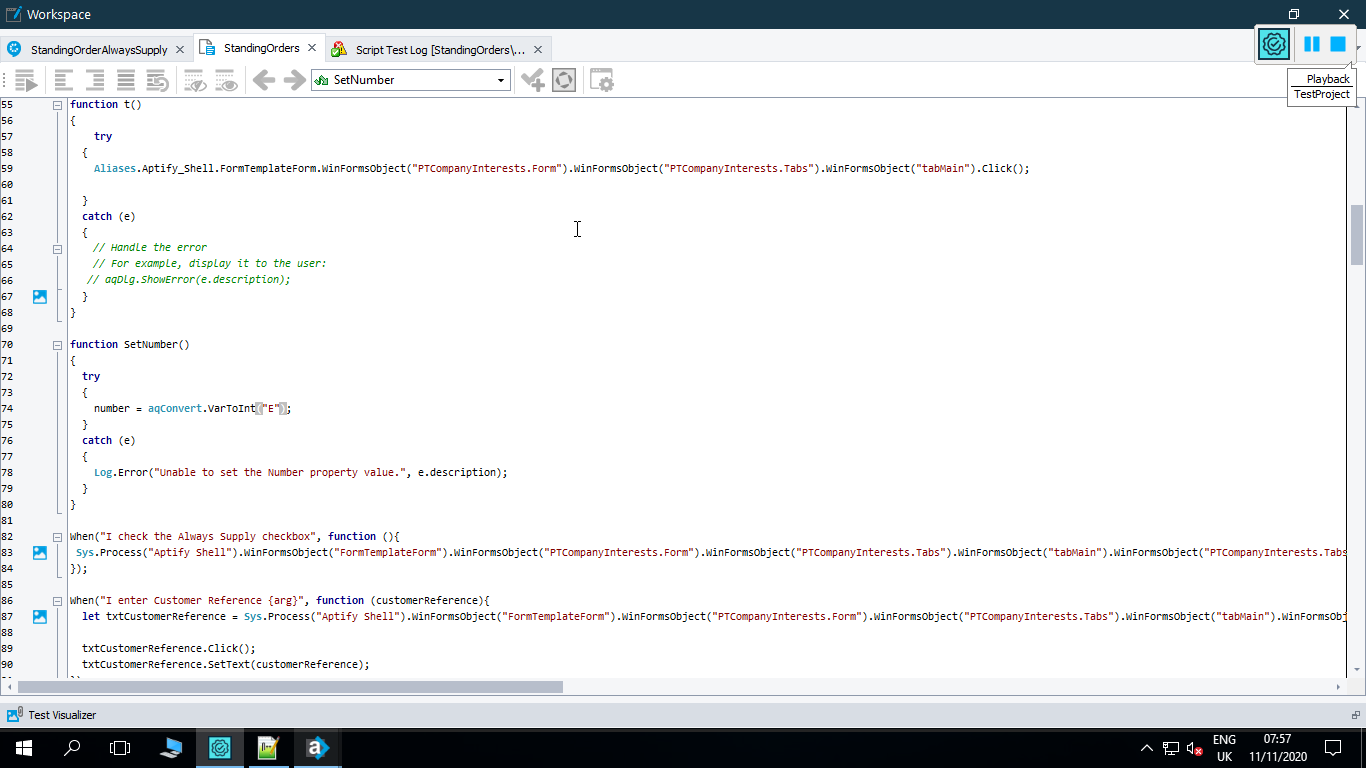 Workspace
StandingOrderAlwaysSupply
StandingOrders
Script Test Log [StandingOrders\...
SetNumber
Playback
TestProject
55 function t()
56 {
57 try
58 {
59 Aliases.Aptify_Shell.FormTemplateForm.WinFormsObject("PTCompanyInterests.Form").WinFormsObject("PTCompanyInterests.Tabs").WinFormsObject("tabMain").Click();
60
61 }
62 catch (e)
63 {
64 // Handle the error
65 // For example, display it to the user:
66 // aqDlg.ShowError(e.description);
67 }
68 }
69
70 function SetNumber()
71 {
72 try
73 {
74 number = aqConvert.VarToInt("E");
75 }
76 catch (e)
77 {
78 Log.Error("Unable to set the Number property value.", e.description);
79 }
80 }
81
82 When("I check the Always Supply checkbox", function (){
83 Sys.Process("Aptify Shell").WinFormsObject("FormTemplateForm").WinFormsObject("PTCompanyInterests.Form").WinFormsObject("PTCompanyInterests.Tabs").WinFormsObject("tabMain").WinFormsObject("PTCompanyInterests.Tabs
84 });
85
86 When("I enter Customer Reference {arg}", function (customerReference){
87 let txtCustomerReference = Sys.Process("Aptify Shell").WinFormsObject("FormTemplateForm").WinFormsObject("PTCompanyInterests.Form").WinFormsObject("PTCompanyInterests.Tabs").WinFormsObject("tabMain").WinFormsObj
88
89 txtCustomerReference.Click();
90 txtCustomerReference.SetText(customerReference);
Test Visualizer
ENG
UK
07:57
11/11/2020